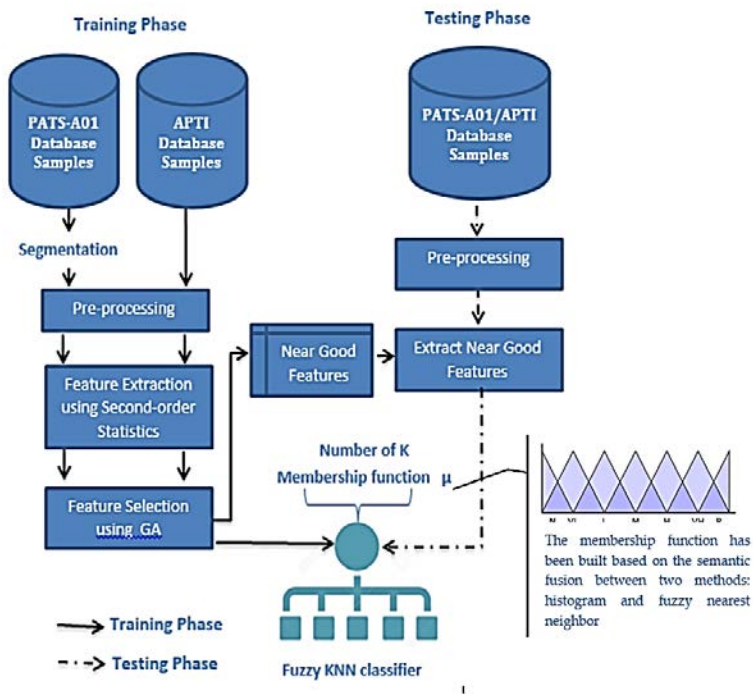 Training Phase
Testing Phase
PATS-A01
Database
Samples
APTI
Database
Samples
PATS-A01/APTI
Database
Samples
Segmentation
Pre-processing
Pre-processing
Feature Extraction
using Second-order
Statistics
Near Good
Features
Extract Near Good
Features
Feature Selection
using GA
Number of K
Membership function μ
The membership function has
been built based on the semantic
fusion between two methods:
histogram and fuzzy nearest
neighbor
Training Phase
Testing Phase
Fuzzy KNN classifier